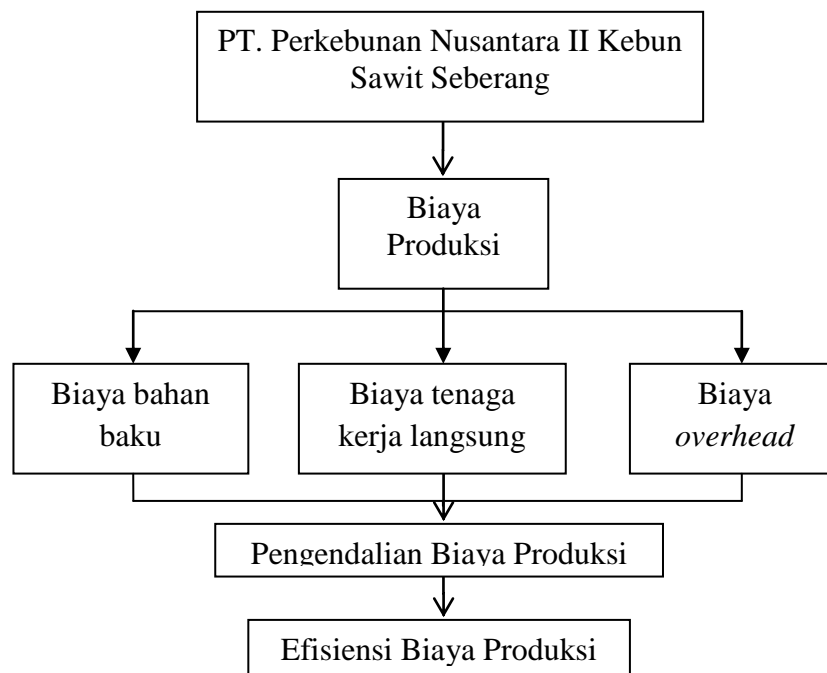 PT. Perkebunan Nusantara II Kebun
Sawit Seberang
Biaya
Produksi
Biaya bahan
baku
Biaya tenaga
kerja langsung
Biaya
overhead
Pengendalian Biaya Produksi
Efisiensi Biaya Produksi